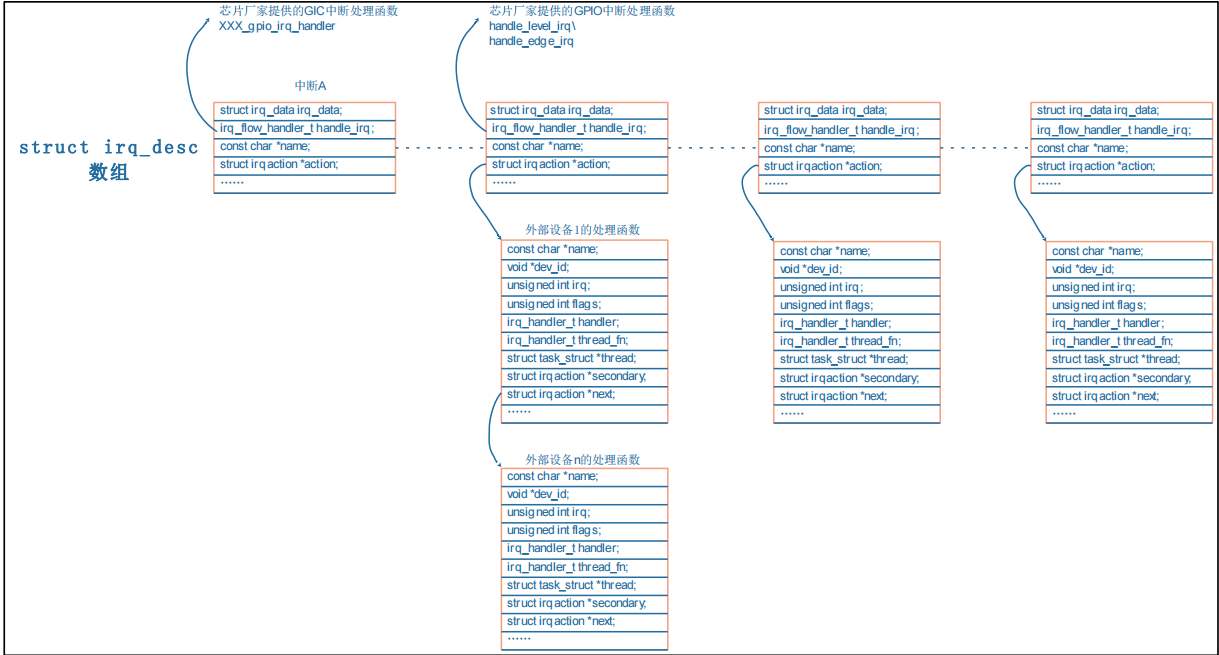 芯片厂家提供的GIC中断处理函数
XXX_gpio_irq_handler
芯片厂家提供的GPIO中断处理函数
handle_level_irq\
handle_edge_irq
中断A
struct irq_desc
数组
struct irq_data irq_data;
irq_flow_handler_t handle_irq;
const char *name;
struct irqaction *action;
······
struct irq_data irq_data;
irq_flow_handler_t handle_irq;
const char *name;
struct irqaction *action;
······
struct irq_data irq_data;
irq_flow_handler_t handle_irq;
const char *name;
struct irqaction *action;
······
struct irq_data irq_data;
irq_flow_handler_t handle_irq;
const char *name;
struct irqaction *action;
······
外部设备1的处理函数
const char *name;
void *dev_id;
unsigned int irq;
unsigned int flags;
irq_handler_t handler;
irq_handler_t thread_fn;
struct task_struct *thread;
struct irqaction *secondary;
struct irqaction *next;
······
const char *name;
void *dev_id;
unsigned int irq;
unsigned int flags;
irq_handler_t handler;
irq_handler_t thread_fn;
struct task_struct *thread;
struct irqaction *secondary;
struct irqaction *next;
······
const char *name;
void *dev_id;
unsigned int irq;
unsigned int flags;
irq_handler_t handler;
irq_handler_t thread_fn;
struct task_struct *thread;
struct irqaction *secondary;
struct irqaction *next;
······
外部设备n的处理函数
const char *name;
void *dev_id;
unsigned int irq;
unsigned int flags;
irq_handler_t handler;
irq_handler_t thread_fn;
struct task_struct *thread;
struct irqaction *secondary;
struct irqaction *next;
······